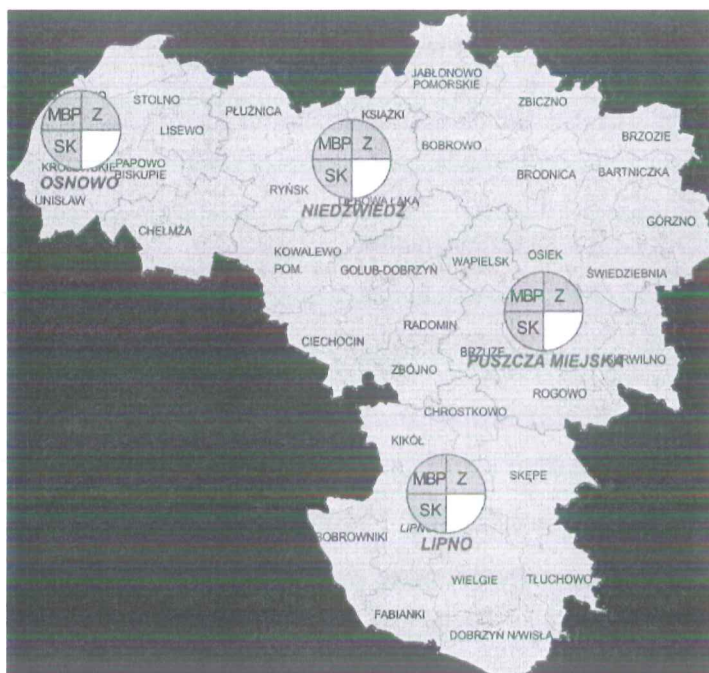 JABŁONOWO
POMORSKIE
STOLNO
ZBICZNO
PŁUŻNICA
KSIĄŻKI
MBP Z
LISEWO
BRZOZIE
MBP Z
BOBROWO
SK
PAPOWO
BISKUPIE
SK
BRODNICA
BARTNICZKA
OSNOWO
RYŃSK
UNISŁAW
NIEDŹWIEDŹ
GÓRZNO
CHEŁMŻA
KOWALEWO
POM.
GOLUB-DOBRZYŃ
WĄPIELSK
OSIEK
ŚWIEDZIEBNIA
MBP Z
SK
RADOMIN
CIECHOCIN
BRZUZE
PUSZCZA MIEJSKA
ZBÓJNO
ROGOWO
CHROSTKOWO
KIKÓŁ
MBP Z
SKĘPE
SK
BOBROWNIKI
LIPNO
WIELGIE
TŁUCHOWO
FABIANKI
DOBRZYŃ N/WISŁĄ